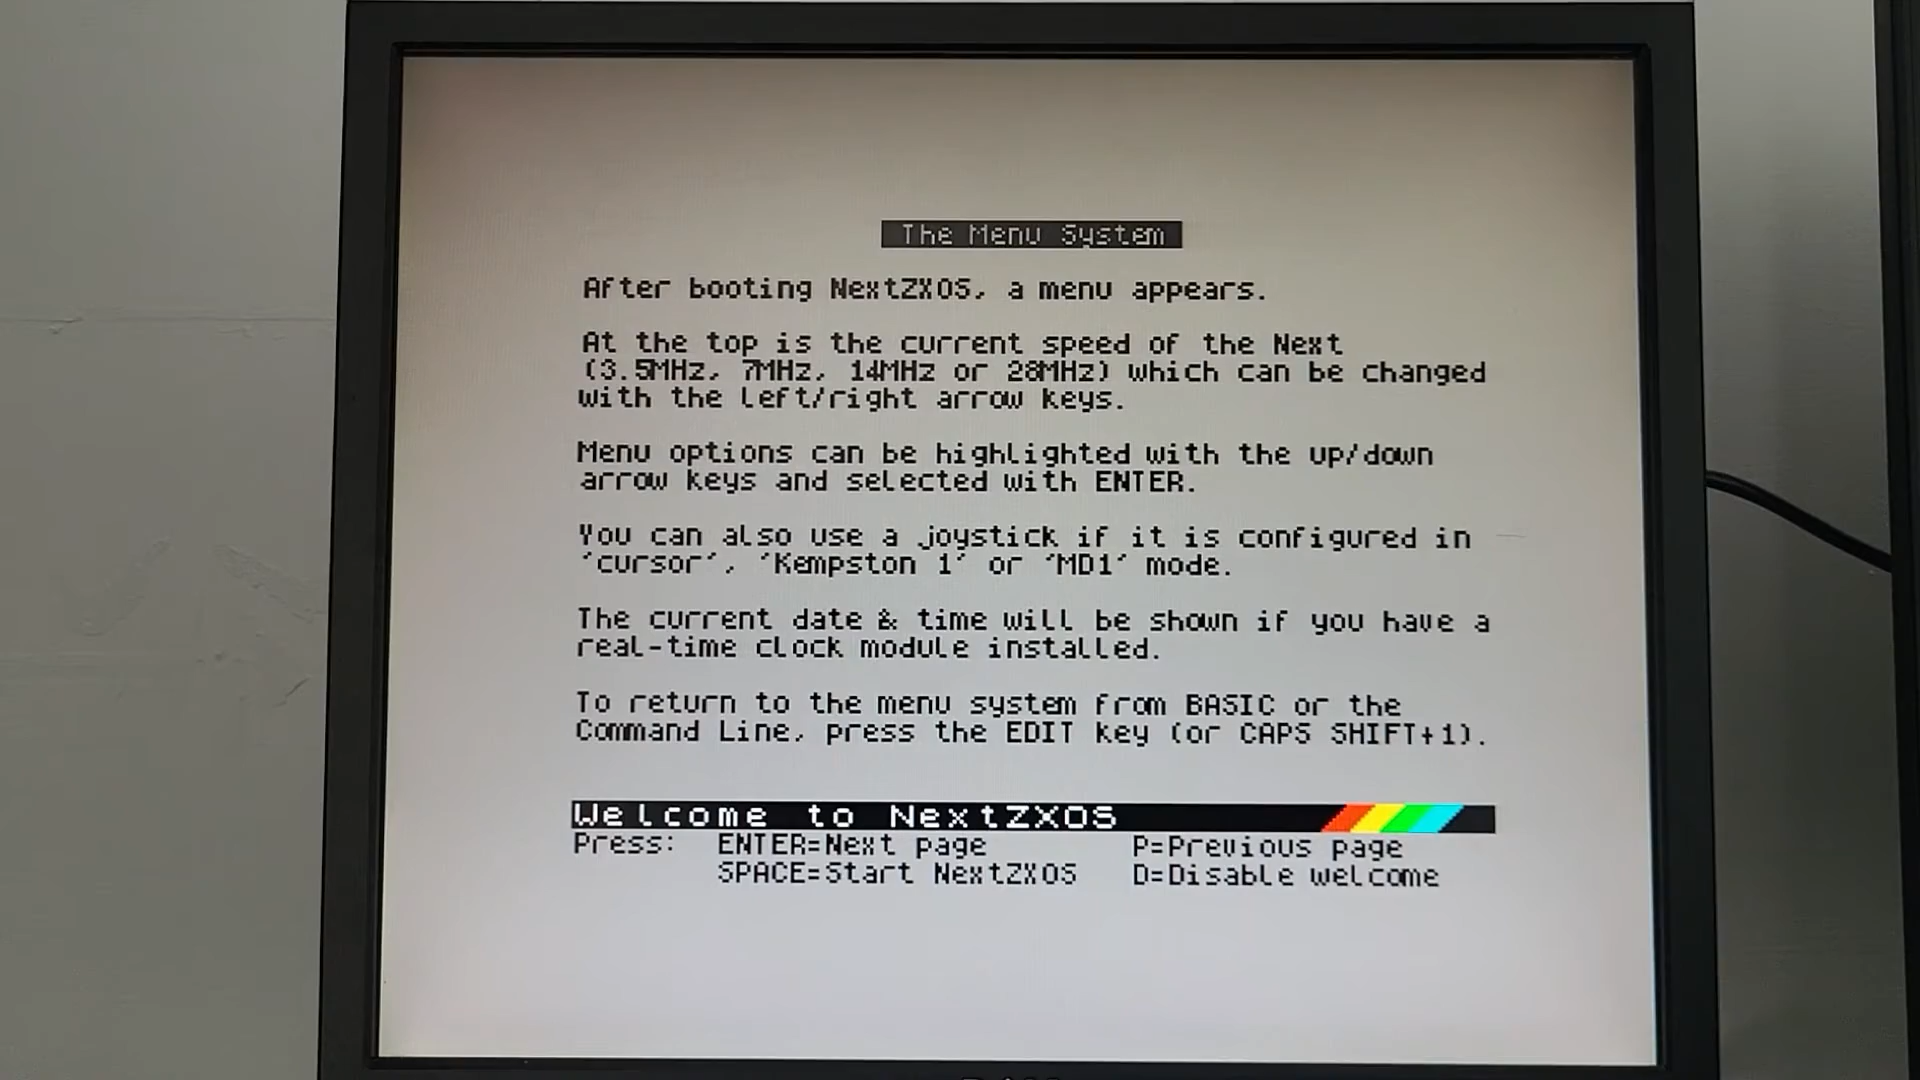 The Menu System
After booting NextZXOS, a menu appears.
At the top is the current speed of the Next
(3.5MHz, 7MHz, 14MHz or 28MHz) which can be changed
with the left/right arrow keys.
Menu options can be highlighted with the up/down
arrow keys and selected with ENTER.
You can also use a joystick if it is configured in
'cursor', 'Kempston 1' or 'MD1' mode.
The current date & time will be shown if you have a
real-time clock module installed.
To return to the menu system from BASIC or the
Command Line, press the EDIT key (or CAPS SHIFT+1).
Welcome to NextZXOS
Press: ENTER=Next page P=Previous page
SPACE=Start NextZXOS D=Disable welcome